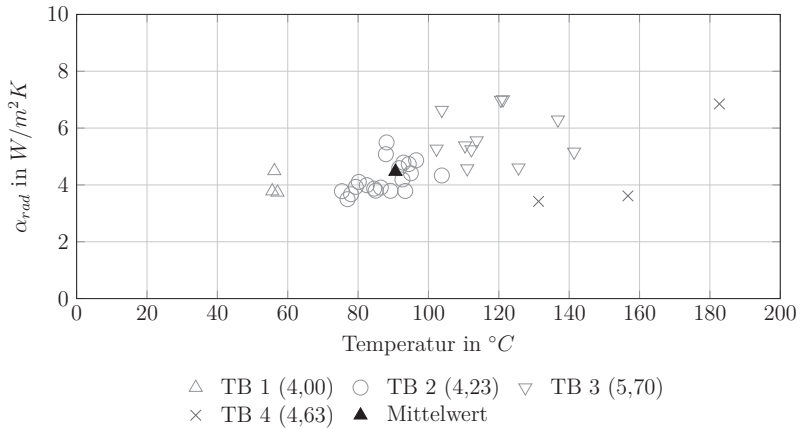 10
8
6
4
2
0
α_rad in W/m²K
0 20 40 60 80 100 120 140 160 180 200
Temperatur in °C
TB 1 (4,00) TB 2 (4,23) TB 3 (5,70)
TB 4 (4,63) Mittelwert